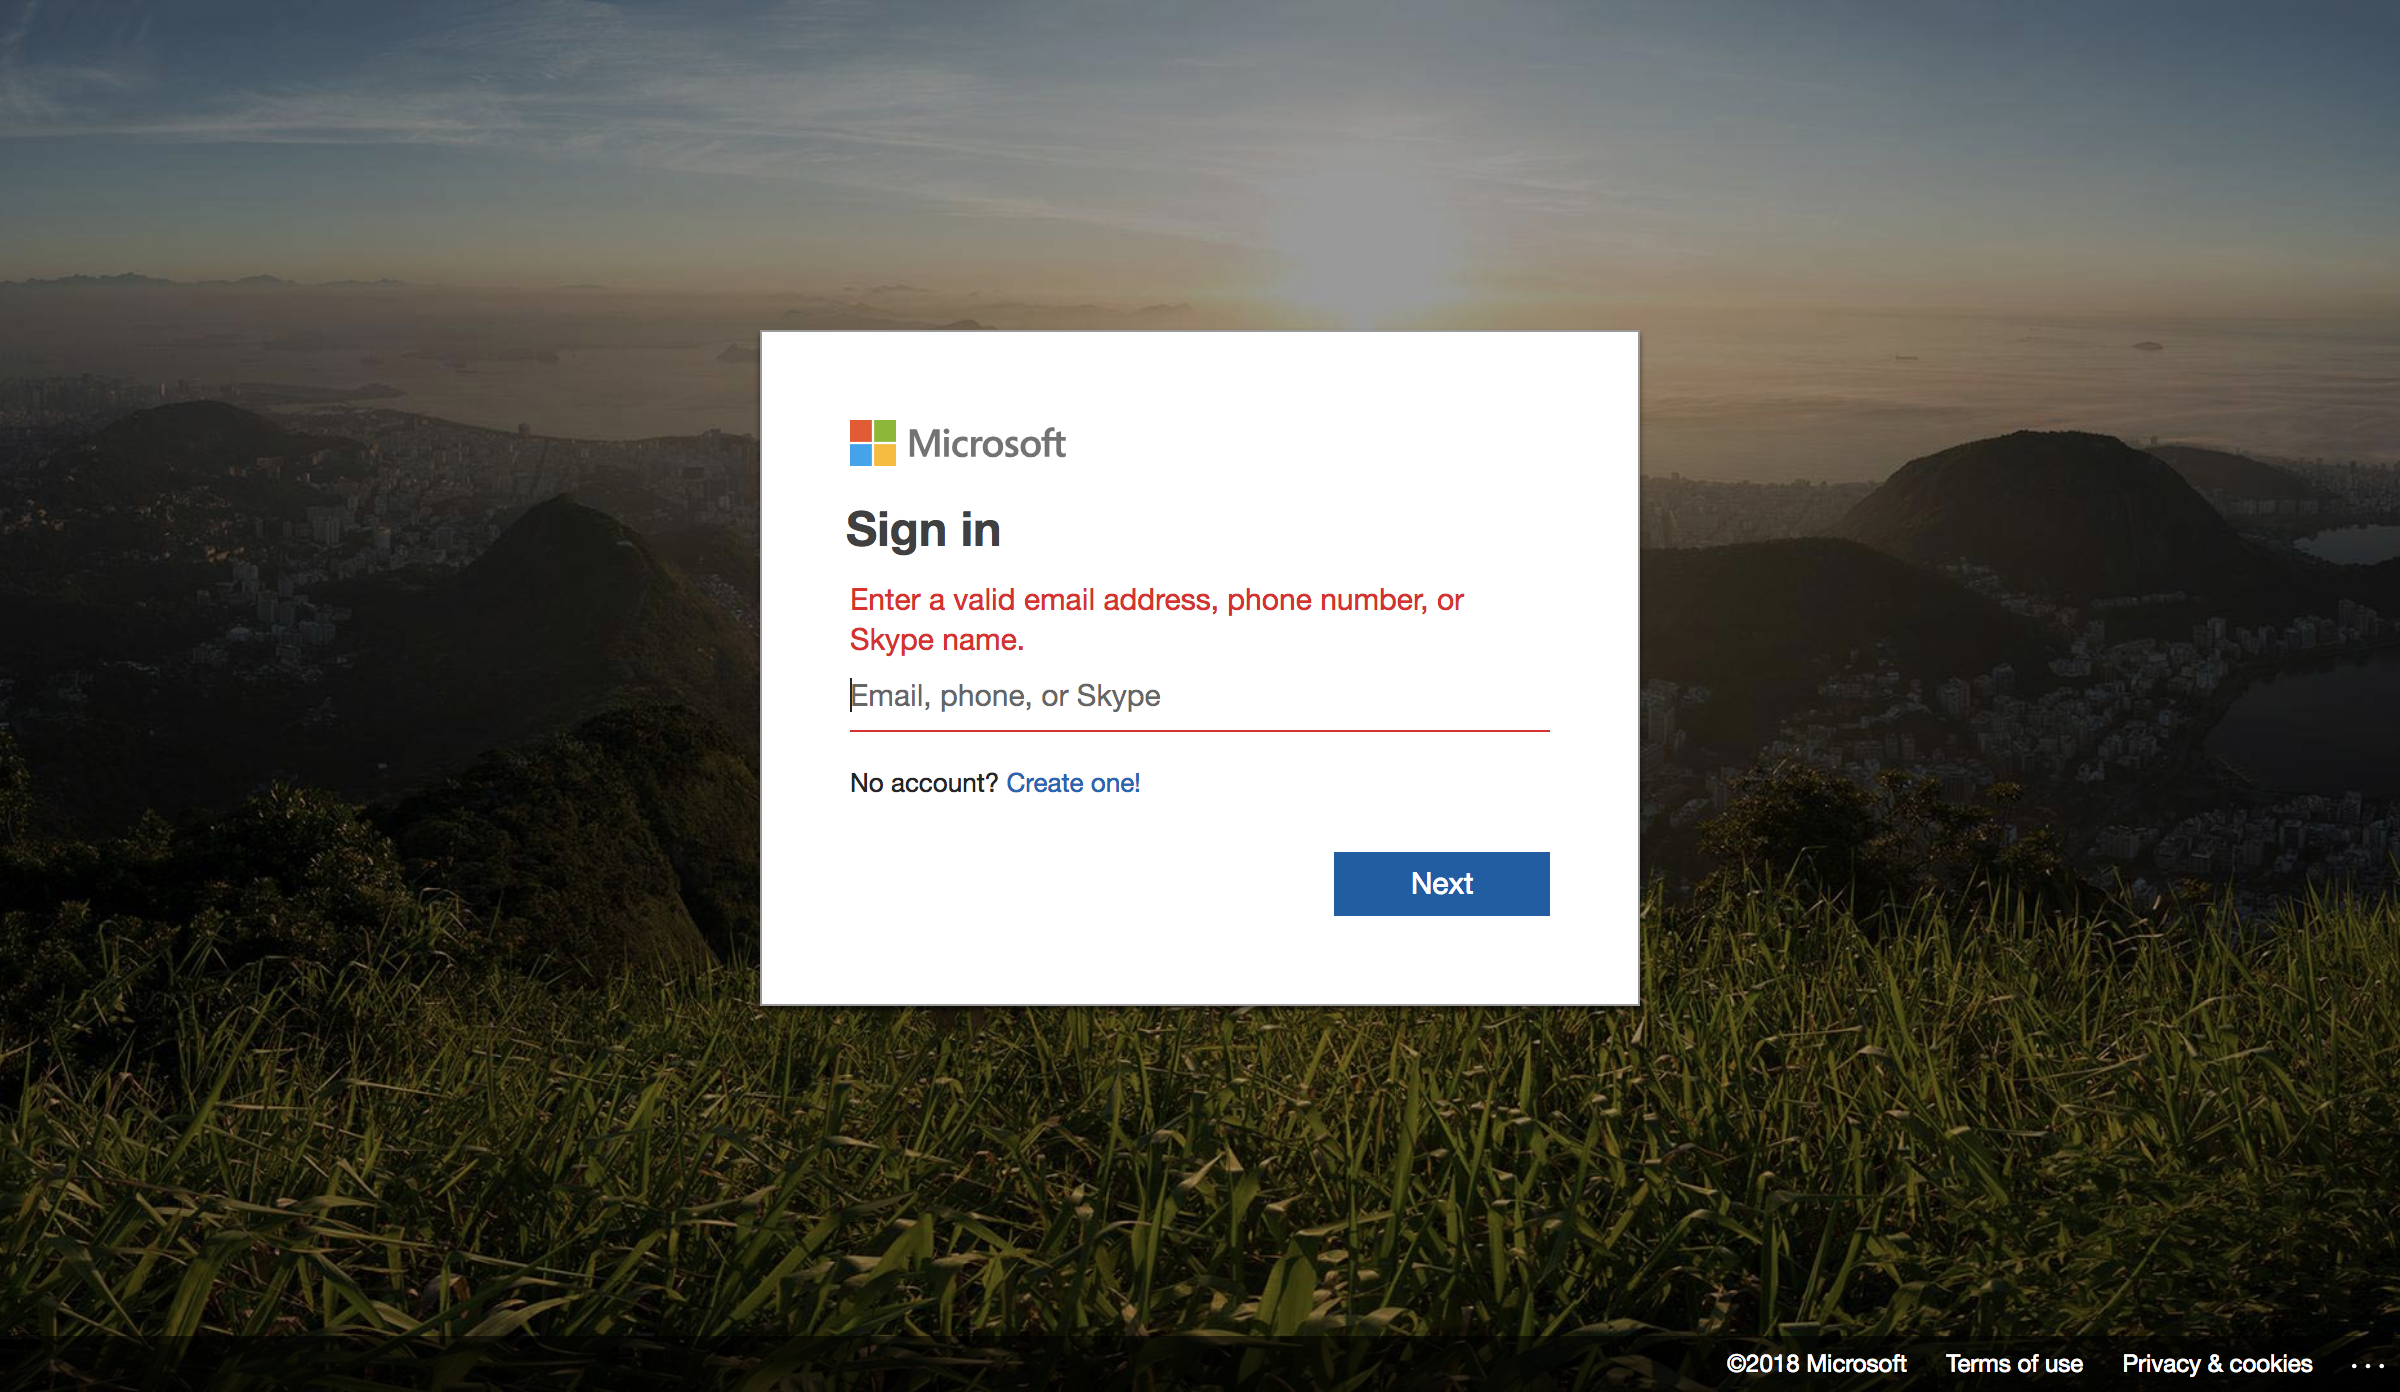 Microsoft
Sign in
Enter a valid email address, phone number, or
Skype name.
Email, phone, or Skype
No account? Create one!
Next
©2018 Microsoft Terms of use Privacy & cookies ...